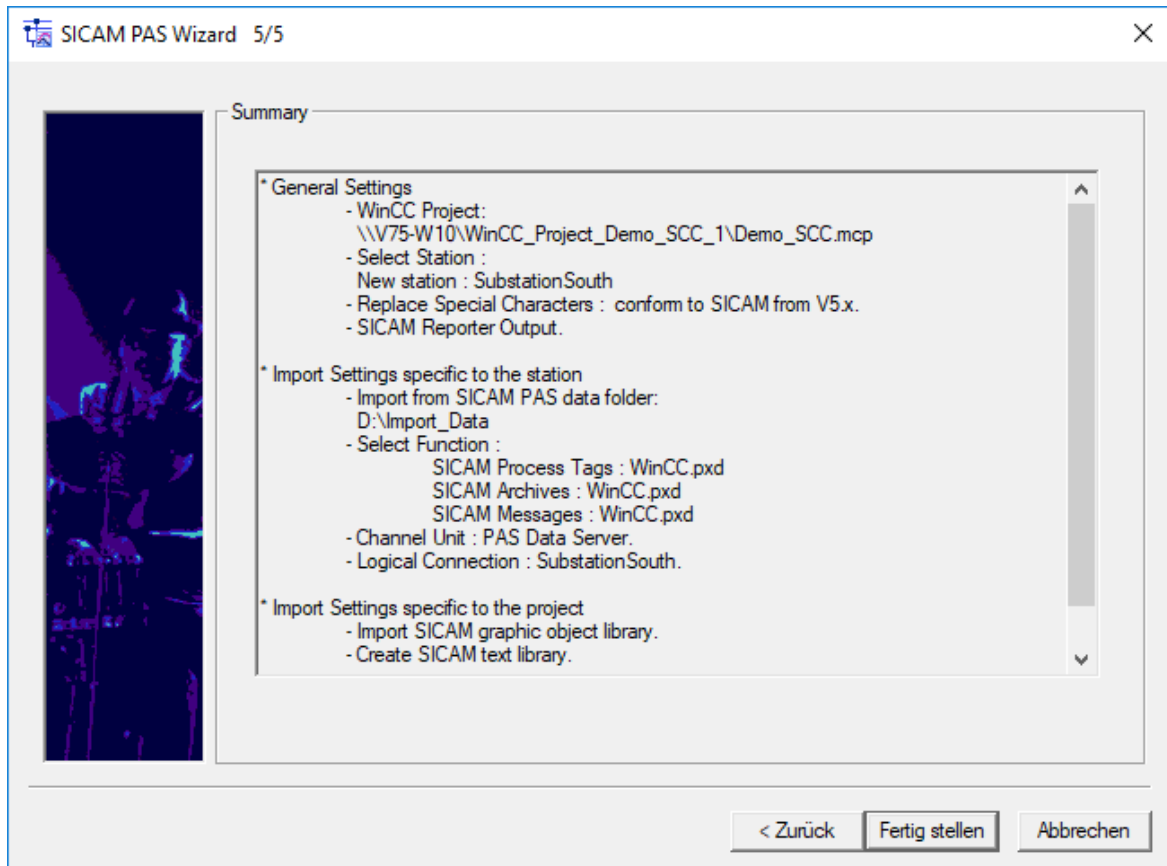 SICAM PAS Wizard 5/5
Summary
* General Settings
- WinCC Project:
\\V75-W10\WinCC_Project_Demo_SCC_1\Demo_SCC.mcp
- Select Station :
New station : SubstationSouth
- Replace Special Characters : conform to SICAM from V5.x.
- SICAM Reporter Output.
* Import Settings specific to the station
- Import from SICAM PAS data folder:
D:\Import_Data
- Select Function :
SICAM Process Tags : WinCC.pxd
SICAM Archives : WinCC.pxd
SICAM Messages : WinCC.pxd
- Channel Unit : PAS Data Server.
- Logical Connection : SubstationSouth.
* Import Settings specific to the project
- Import SICAM graphic object library.
- Create SICAM text library.
< Zurück
Fertig stellen
Abbrechen